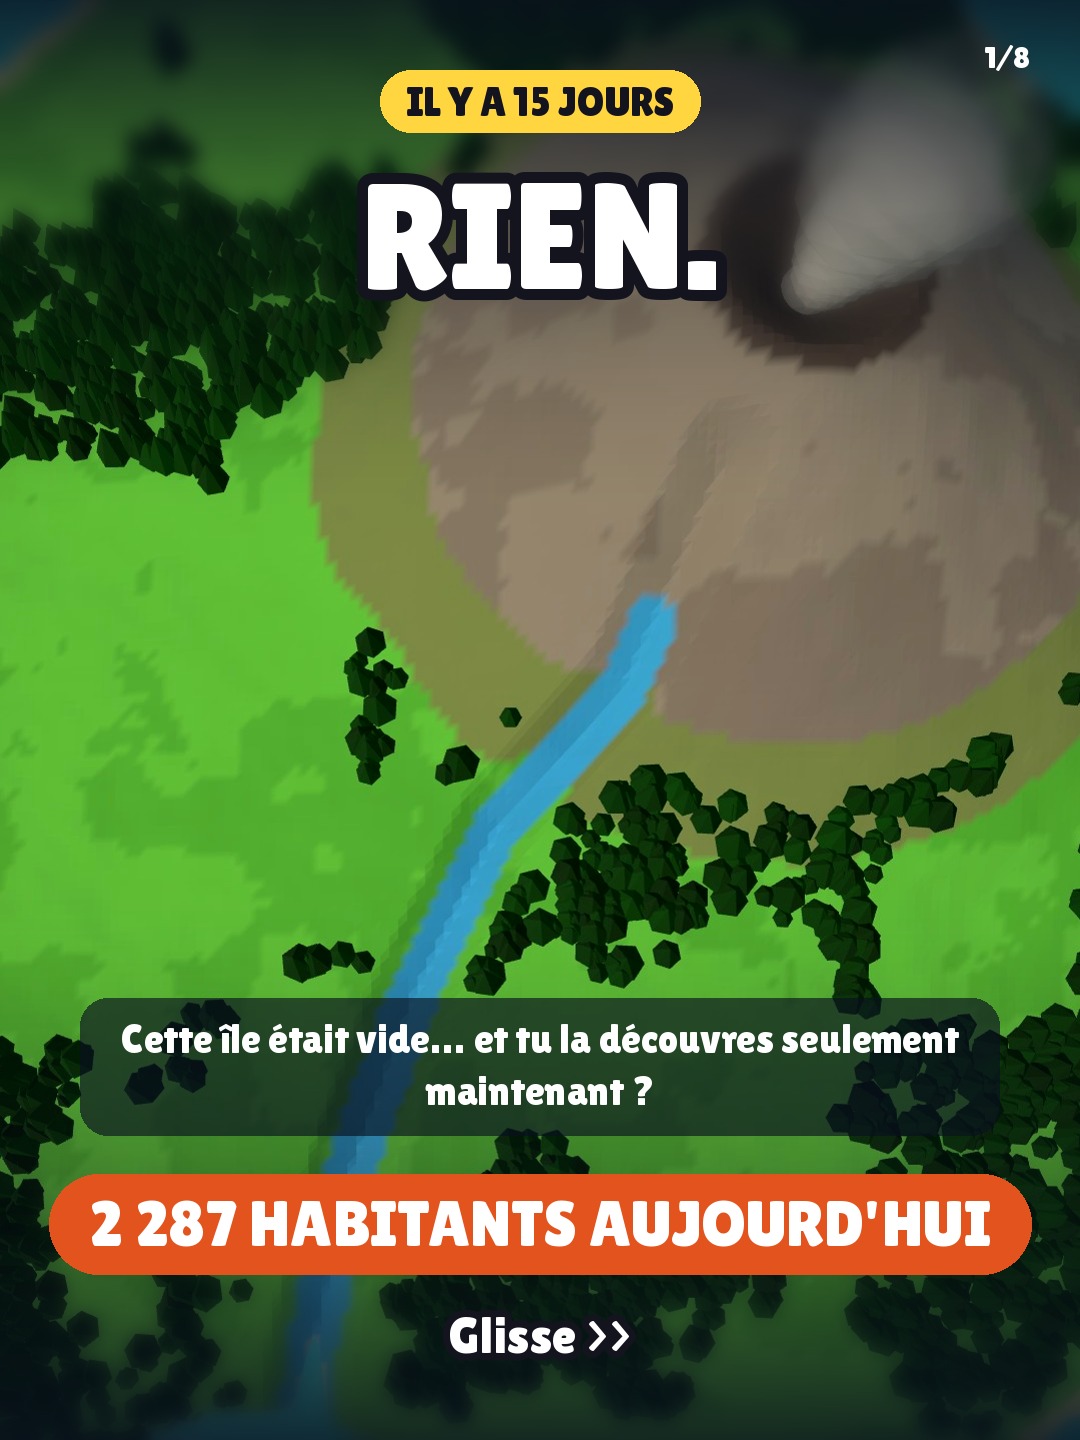 1/8
IL Y A 15 JOURS
RIEN.
Cette île était vide... et tu la découvres seulement
maintenant ?
2 287 HABITANTS AUJOURD'HUI
Glisse >>